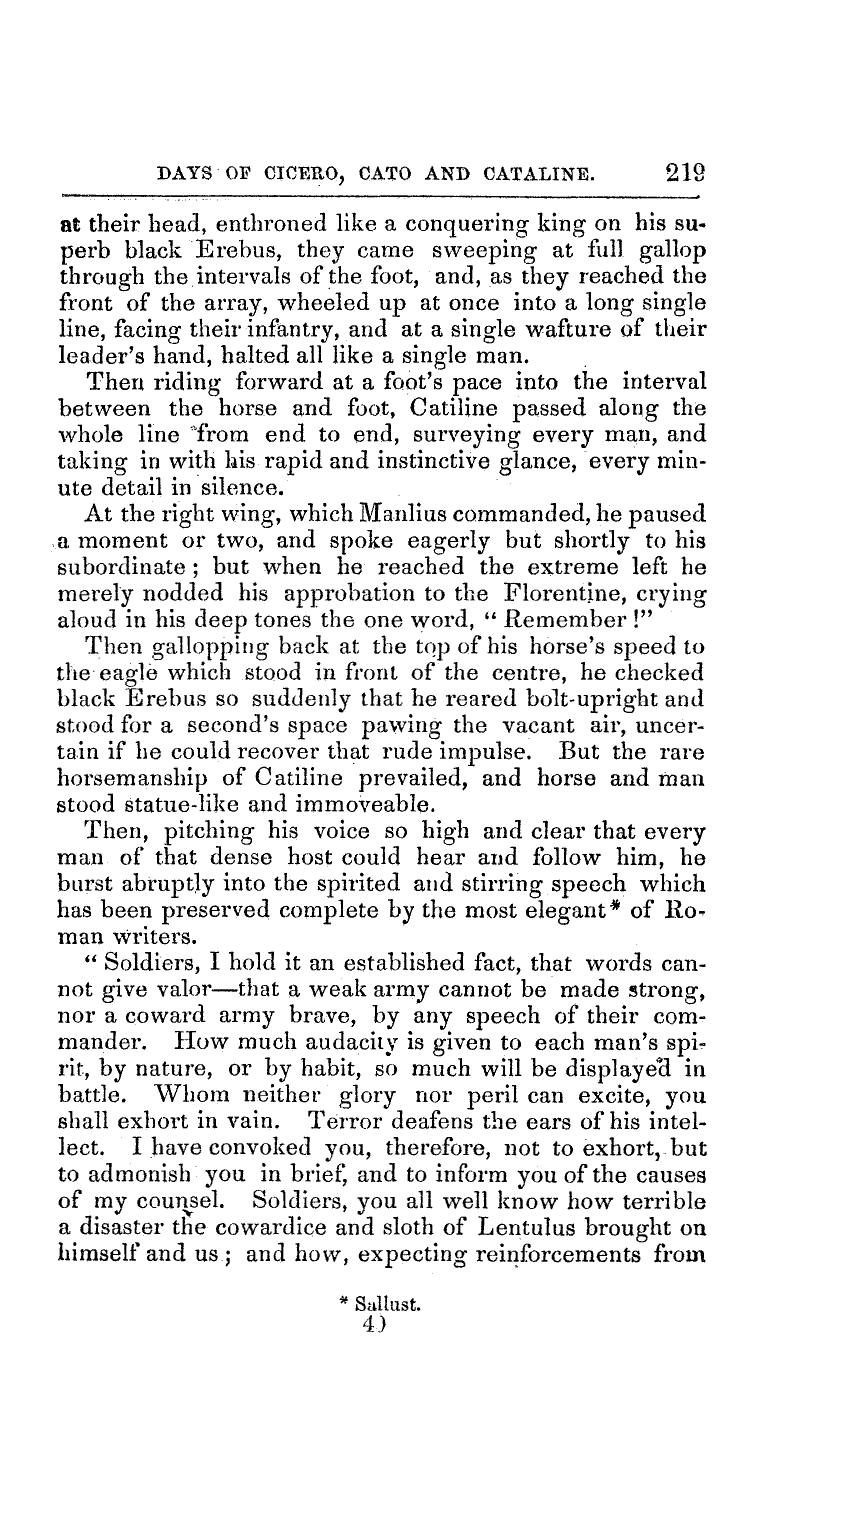 DAYS OF CICERO, CATO AND CATALINE. 219
at their head, enthroned like a conquering king on his su-
perb black Erebus, they came sweeping at full gallop
through the intervals of the foot, and, as they reached the
front of the array, wheeled up at once into a long single
line, facing their infantry, and at a single wafture of their
leader's hand, halted all like a single man.
Then riding forward at a foot's pace into the interval
between the horse and foot, Catiline passed along the
whole line from end to end, surveying every man, and
taking in with his rapid and instinctive glance, every min-
ute detail in silence.
At the right wing, which Manlius commanded, he paused
a moment or two, and spoke eagerly but shortly to his
subordinate ; but when he reached the extreme left he
merely nodded his approbation to the Florentine, crying
aloud in his deep tones the one word, “ Remember !”
Then gallopping back at the top of his horse's speed to
the eagle which stood in front of the centre, he checked
black Erebus so suddenly that he reared bolt-upright and
stood for a second's space pawing the vacant air, uncer-
tain if he could recover that rude impulse. But the rare
horsemanship of Catiline prevailed, and horse and man
stood statue-like and immoveable.
Then, pitching his voice so high and clear that every
man of that dense host could hear and follow him, he
burst abruptly into the spirited and stirring speech which
has been preserved complete by the most elegant* of Ro-
man writers.
“ Soldiers, I hold it an established fact, that words can-
not give valor—that a weak army cannot be made strong,
nor a coward army brave, by any speech of their com-
mander. How much audacity is given to each man's spi-
rit, by nature, or by habit, so much will be displayed in
battle. Whom neither glory nor peril can excite, you
shall exhort in vain. Terror deafens the ears of his intel-
lect. I have convoked you, therefore, not to exhort, but
to admonish you in brief, and to inform you of the causes
of my counsel. Soldiers, you all well know how terrible
a disaster the cowardice and sloth of Lentulus brought on
himself and us ; and how, expecting reinforcements from
* Sallust.